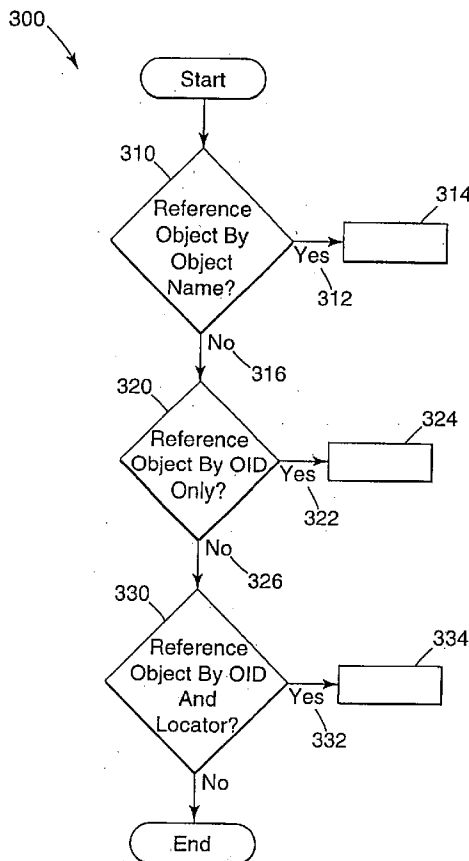 300
Start
310
Reference
Object By
Object
Name?
Yes
312
314
No
316
320
Reference
Object By OID
Only?
Yes
322
324
No
326
330
Reference
Object By OID
And
Locator?
Yes
332
334
No
End